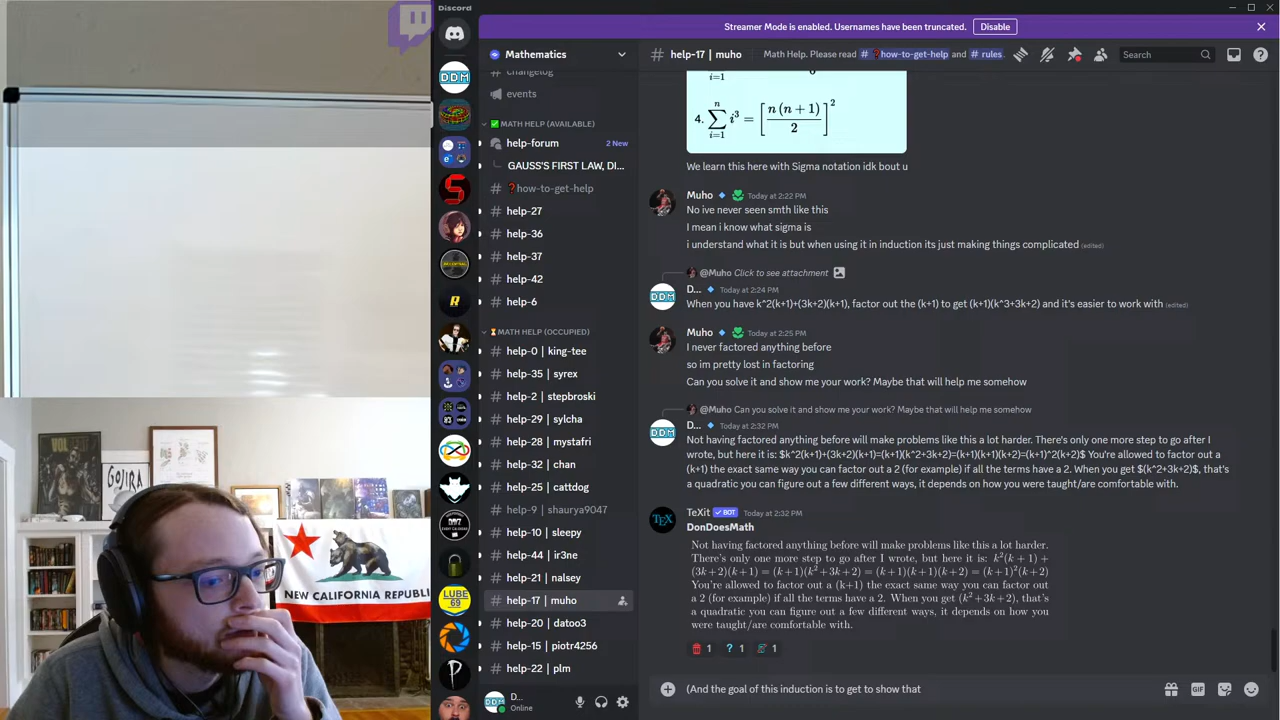 Discord
Streamer Mode is enabled. Usernames have been truncated.
Disable
Mathematics
help-17 | muho
Math Help. Please read # ❓how-to-get-help and # rules.
Search
changelog
events
MATH HELP (AVAILABLE)
help-forum
2 New
GAUSS'S FIRST LAW, DI...
❓how-to-get-help
help-27
help-36
help-37
help-42
help-6
MATH HELP (OCCUPIED)
help-0 | king-tee
help-35 | syrex
help-2 | stepbroski
help-29 | sylcha
help-28 | mystafri
help-32 | chan
help-25 | cattdog
help-9 | shaurya9047
help-10 | sleepy
help-44 | ir3ne
help-21 | nalsey
help-17 | muho
help-20 | datoo3
help-15 | piotr4256
help-22 | plm
D...
Online
i=1
6
4. ∑ i^3 = [n(n+1)/2]^2
n
i=1
We learn this here with Sigma notation idk bout u
Muho Today at 2:22 PM
No ive never seen smth like this
I mean i know what sigma is
i understand what it is but when using it in induction its just making things complicated (edited)
@Muho Click to see attachment
D... Today at 2:24 PM
When you have k^2(k+1)+(3k+2)(k+1), factor out the (k+1) to get (k+1)(k^3+3k+2) and it's easier to work with (edited)
Muho Today at 2:25 PM
I never factored anything before
so im pretty lost in factoring
Can you solve it and show me your work? Maybe that will help me somehow
@Muho Can you solve it and show me your work? Maybe that will help me somehow
D... Today at 2:32 PM
Not having factored anything before will make problems like this a lot harder. There's only one more step to go after I
wrote, but here it is: $k^2(k+1)+(3k+2)(k+1)=(k+1)(k^2+3k+2)=(k+1)(k+1)(k+2)=(k+1)^2(k+2)$ You're allowed to factor out a
(k+1) the exact same way you can factor out a 2 (for example) if all the terms have a 2. When you get $(k^2+3k+2)$, that's
a quadratic you can figure out a few different ways, it depends on how you were taught/are comfortable with.
TeXit ✓ BOT Today at 2:32 PM
DonDoesMath
Not having factored anything before will make problems like this a lot harder.
There's only one more step to go after I wrote, but here it is: k²(k + 1) +
(3k+2)(k+1) = (k+1)(k²+3k+2) = (k+1)(k+1)(k+2) = (k+1)²(k+2)
You're allowed to factor out a (k+1) the exact same way you can factor out
a 2 (for example) if all the terms have a 2. When you get (k²+3k+2), that's
a quadratic you can figure out a few different ways, it depends on how you
were taught/are comfortable with.
1
? 1
1
(And the goal of this induction is to get to show that
GIF
DDM
S
R
LUBE
69
P
TEX
VOLBEAT
GOJIRA
NEW CALIFORNIA REPUBLI